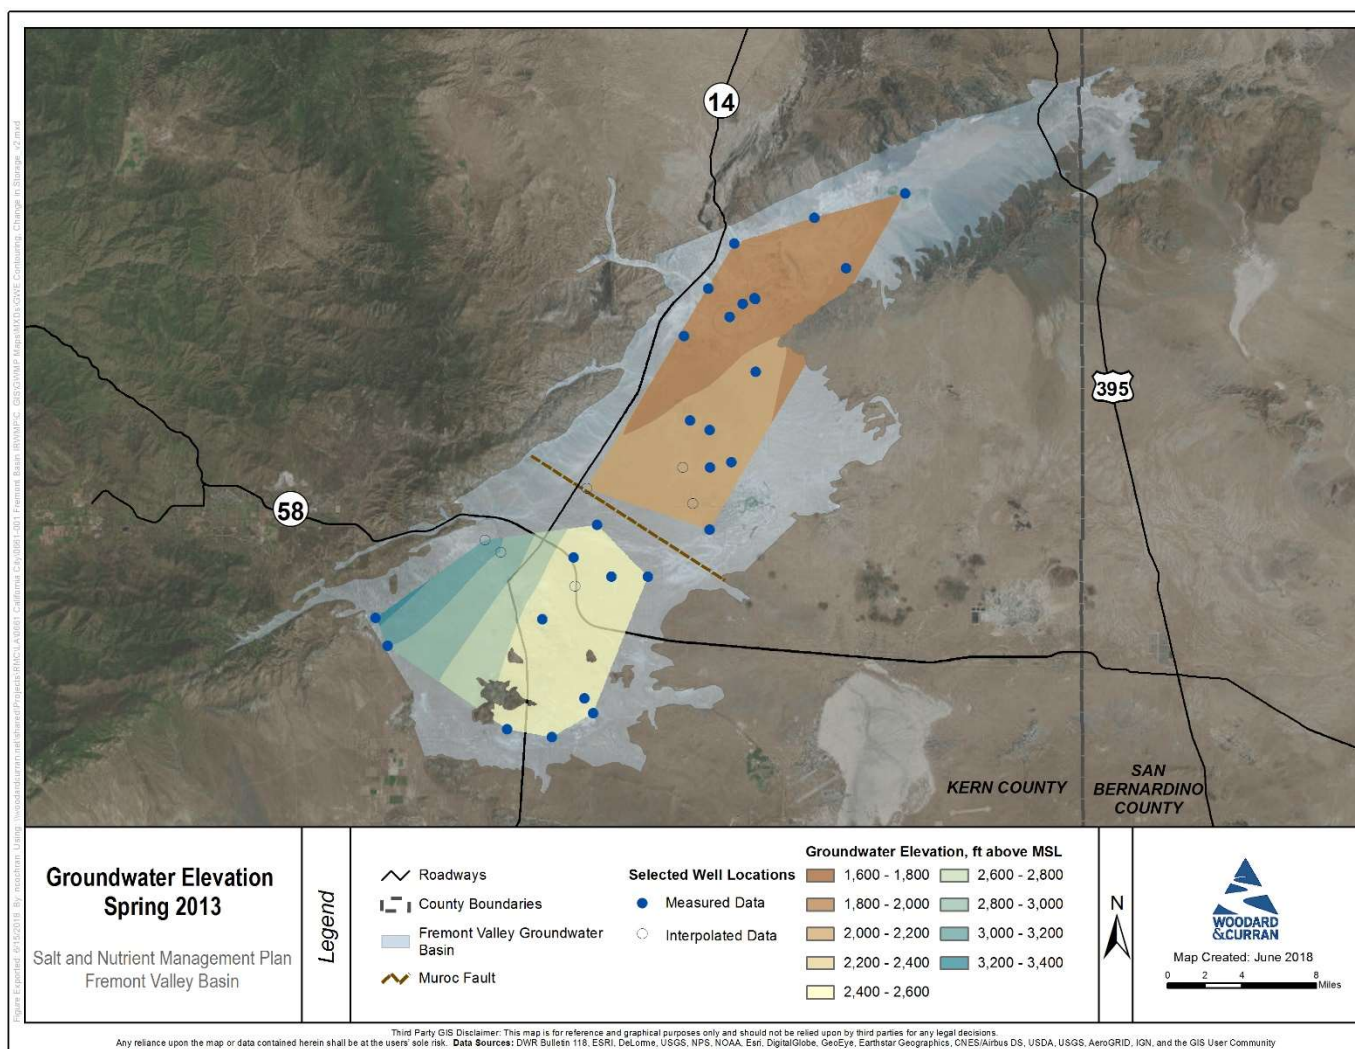 14
58
395
KERN COUNTY
SAN
BERNARDINO
COUNTY
Groundwater Elevation
Spring 2013
Salt and Nutrient Management Plan
Fremont Valley Basin
Legend
Roadways
County Boundaries
Fremont Valley Groundwater
Basin
Muroc Fault
Selected Well Locations
Measured Data
Interpolated Data
Groundwater Elevation, ft above MSL
1,600 - 1,800
1,800 - 2,000
2,000 - 2,200
2,200 - 2,400
2,400 - 2,600
2,600 - 2,800
2,800 - 3,000
3,000 - 3,200
3,200 - 3,400
N
WOODARD
&CURRAN
Map Created: June 2018
0 2 4 8
Miles
Third Party GIS Disclaimer: This map is for reference and graphical purposes only and should not be relied upon by third parties for any legal decisions.
Any reliance upon the map or data contained herein shall be at the users' sole risk. Data Sources: DWR Bulletin 118, ESRI, DeLorme, USGS, NPS, NOAA, Esri, DigitalGlobe, GeoEye, Earthstar Geographics, CNES/Airbus DS, USDA, USGS, AeroGRID, IGN, and the GIS User Community